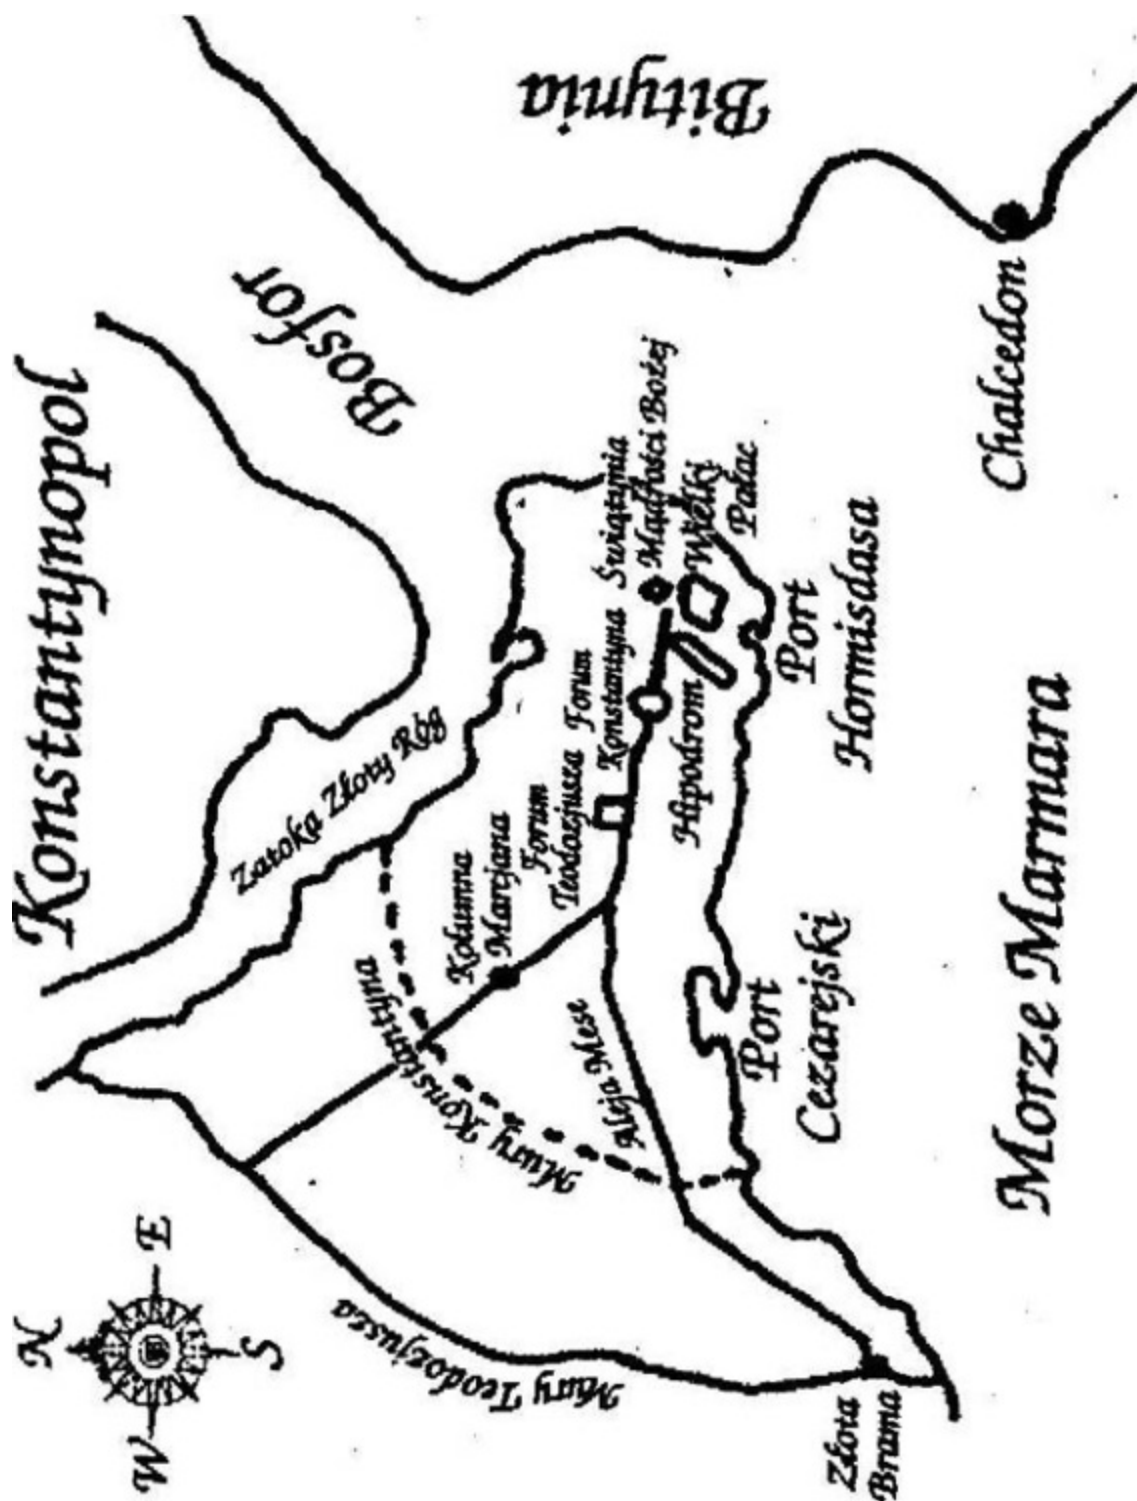 Konstantynopol
N
W
E
S
Bosfor
Bitynia
Zatoka Złoty Róg
Kolumna
Marcjana
Forum
Teodozjusza
Forum
Konstantyna
Świątynia
Mądrości Bożej
Wielki
Pałac
Hipodrom
Mury Konstantyna
Aleja Mese
Mury Teodozjusza
Złota
Brama
Port
Cezarejski
Port
Hormisdasa
Chalcedon
Morze Marmara